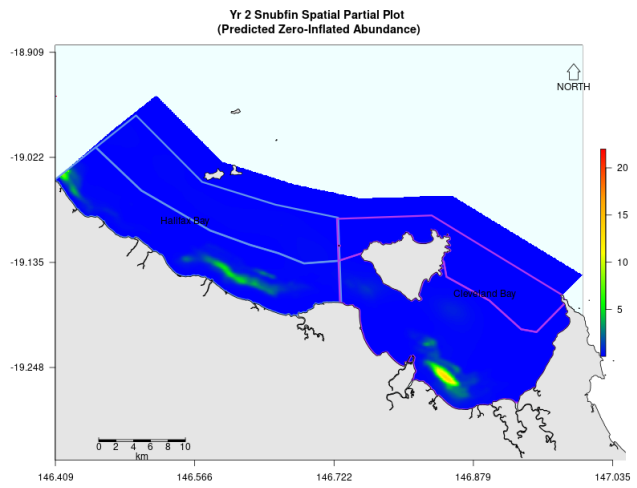 Yr 2 Snubfin Spatial Partial Plot
(Predicted Zero-Inflated Abundance)
-18.909
NORTH
-19.022
20
15
Halifax Bay
-19.135
10
Cleveland Bay
5
-19.248
0 2 4 6 8 10
km
146.409 146.566 146.722 146.879 147.035